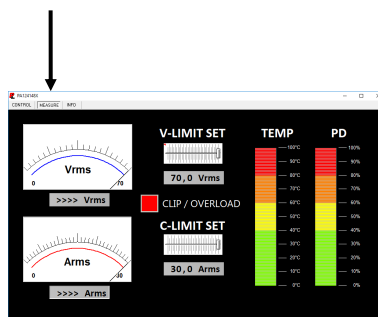 PA1241484
CONTROL MEASURE INFO
V-LIMIT SET
TEMP PD
Vrms
0 70
>>>> Vrms
70,0 Vrms
CLIP / OVERLOAD
C-LIMIT SET
Arms
0 30
>>>> Arms
30,0 Arms
100°C 100%
90°C 90%
80°C 80%
70°C 70%
60°C 60%
50°C 50%
40°C 40%
30°C 30%
20°C 20%
10°C 10%
0°C 0%